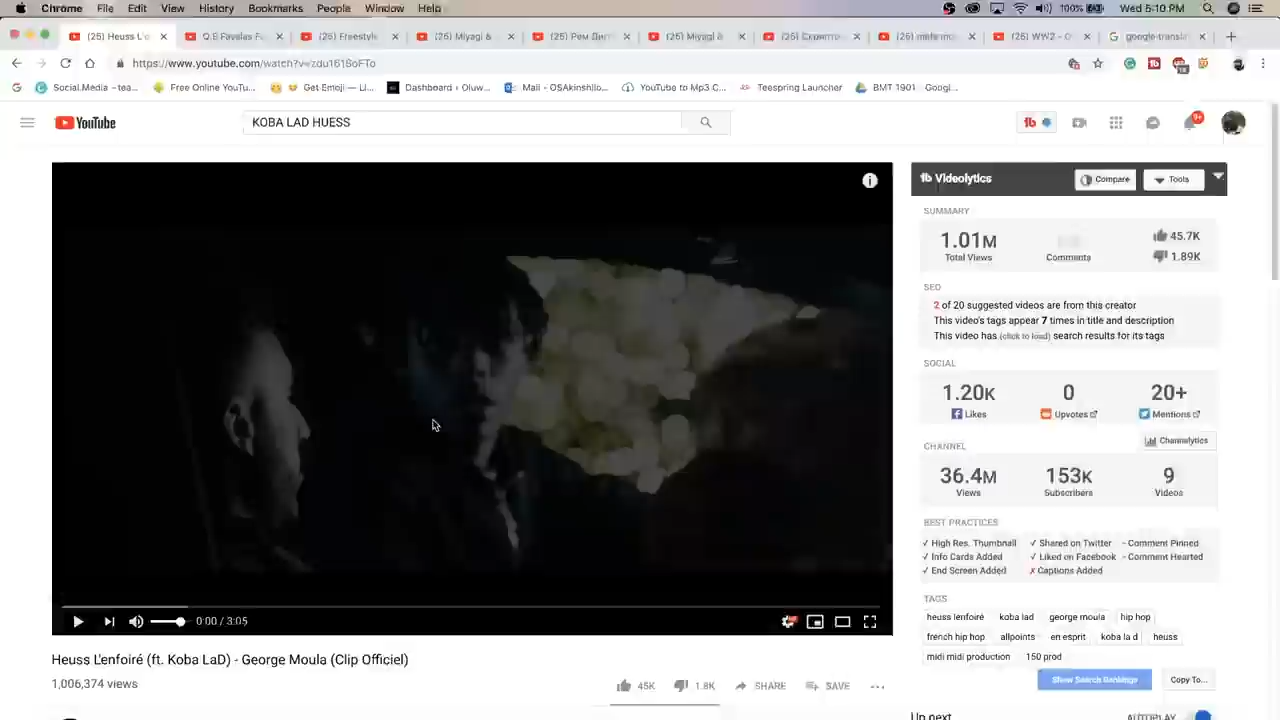 Chrome File Edit View History Bookmarks People Window Help 100% Wed 5:10 PM
(25) Heuss L'e Q.E Favelas F (25) Freestyle (25) Miyagi & (25) Miyagi & (25) WW2 - O google transla
https://www.youtube.com/watch?v=zdu1618oFTo
Social Media - tea... Free Online YouTu... Get Emoji — Li... Dashboard ‹ Oluw... Mail - OSAkinshilo... YouTube to Mp3 C... Teespring Launcher BMT 1901 Googl...
YouTube KOBA LAD HUESS tb 9+
tb Videolytics Compare Tools
SUMMARY
1.01M 45.7K
Total Views Comments 1.89K
SEO
2 of 20 suggested videos are from this creator
This video's tags appear 7 times in title and description
This video has (click to load) search results for its tags
SOCIAL
1.20K 0 20+
Likes Upvotes Mentions
CHANNEL Channelytics
36.4M 153K 9
Views Subscribers Videos
BEST PRACTICES
✓ High Res. Thumbnail ✓ Shared on Twitter - Comment Pinned
✓ Info Cards Added ✓ Liked on Facebook - Comment Hearted
✓ End Screen Added ✗ Captions Added
TAGS
heuss lenfoiré koba lad george moula hip hop
french hip hop allpoints en esprit koba la d heuss
midi midi production 150 prod
Show Search Rankings Copy To...
0:00 / 3:05
Heuss L'enfoiré (ft. Koba LaD) - George Moula (Clip Officiel)
1,006,374 views 45K 1.8K SHARE SAVE
Up next AUTOPLAY